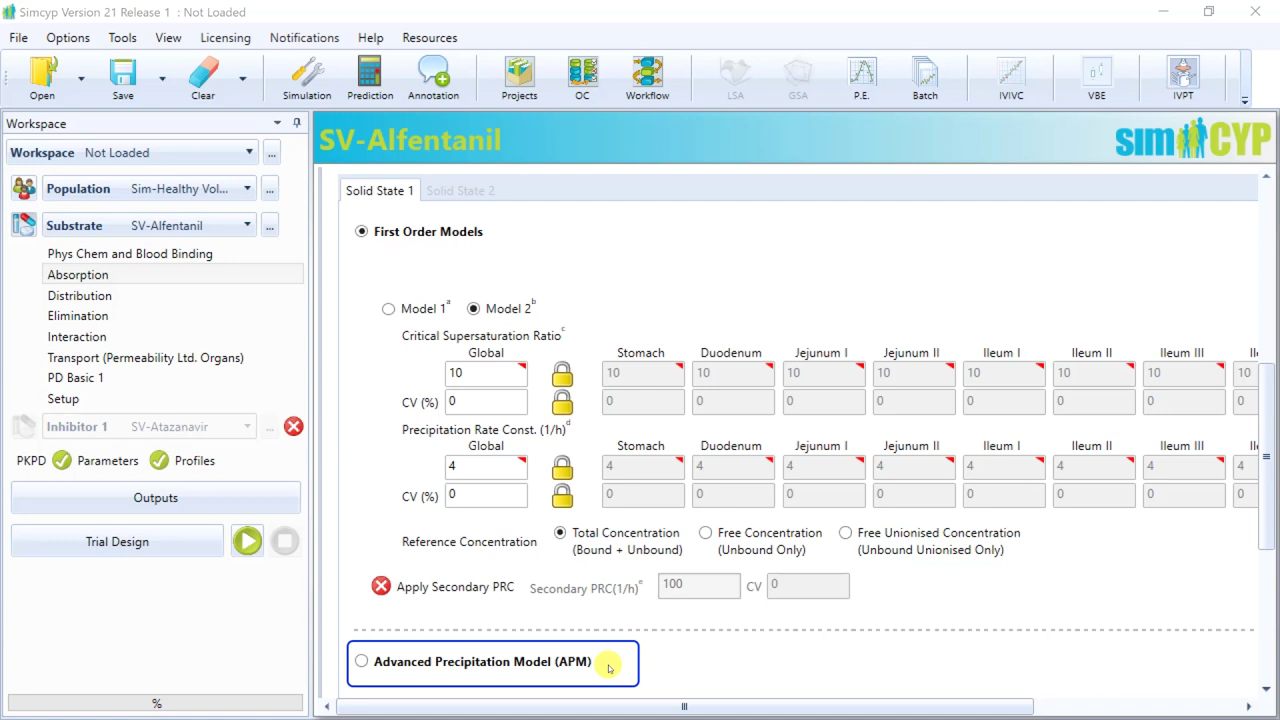 Simcyp Version 21 Release 1 : Not Loaded
File Options Tools View Licensing Notifications Help Resources
Open Save Clear Simulation Prediction Annotation Projects OC Workflow LSA GSA P.E. Batch IVIVC VBE IVPT
Workspace
SV-Alfentanil
simCYP
Workspace Not Loaded ...
Population Sim-Healthy Vol... ...
Substrate SV-Alfentanil ...
Phys Chem and Blood Binding
Absorption
Distribution
Elimination
Interaction
Transport (Permeability Ltd. Organs)
PD Basic 1
Setup
Inhibitor 1 SV-Atazanavir ...
PKPD Parameters Profiles
Outputs
Trial Design
%
Solid State 1 Solid State 2
First Order Models
Model 1a Model 2b
Critical Supersaturation Ratioc
Global Stomach Duodenum Jejunum I Jejunum II Ileum I Ileum II Ileum III Ile
10 10 10 10 10 10 10 10 10
CV (%) 0 0 0 0 0 0 0 0 0
Precipitation Rate Const. (1/h)d
Global Stomach Duodenum Jejunum I Jejunum II Ileum I Ileum II Ileum III Ile
4 4 4 4 4 4 4 4 4
CV (%) 0 0 0 0 0 0 0 0 0
Reference Concentration Total Concentration (Bound + Unbound) Free Concentration (Unbound Only) Free Unionised Concentration (Unbound Unionised Only)
Apply Secondary PRC Secondary PRC(1/h)e 100 CV 0
Advanced Precipitation Model (APM)